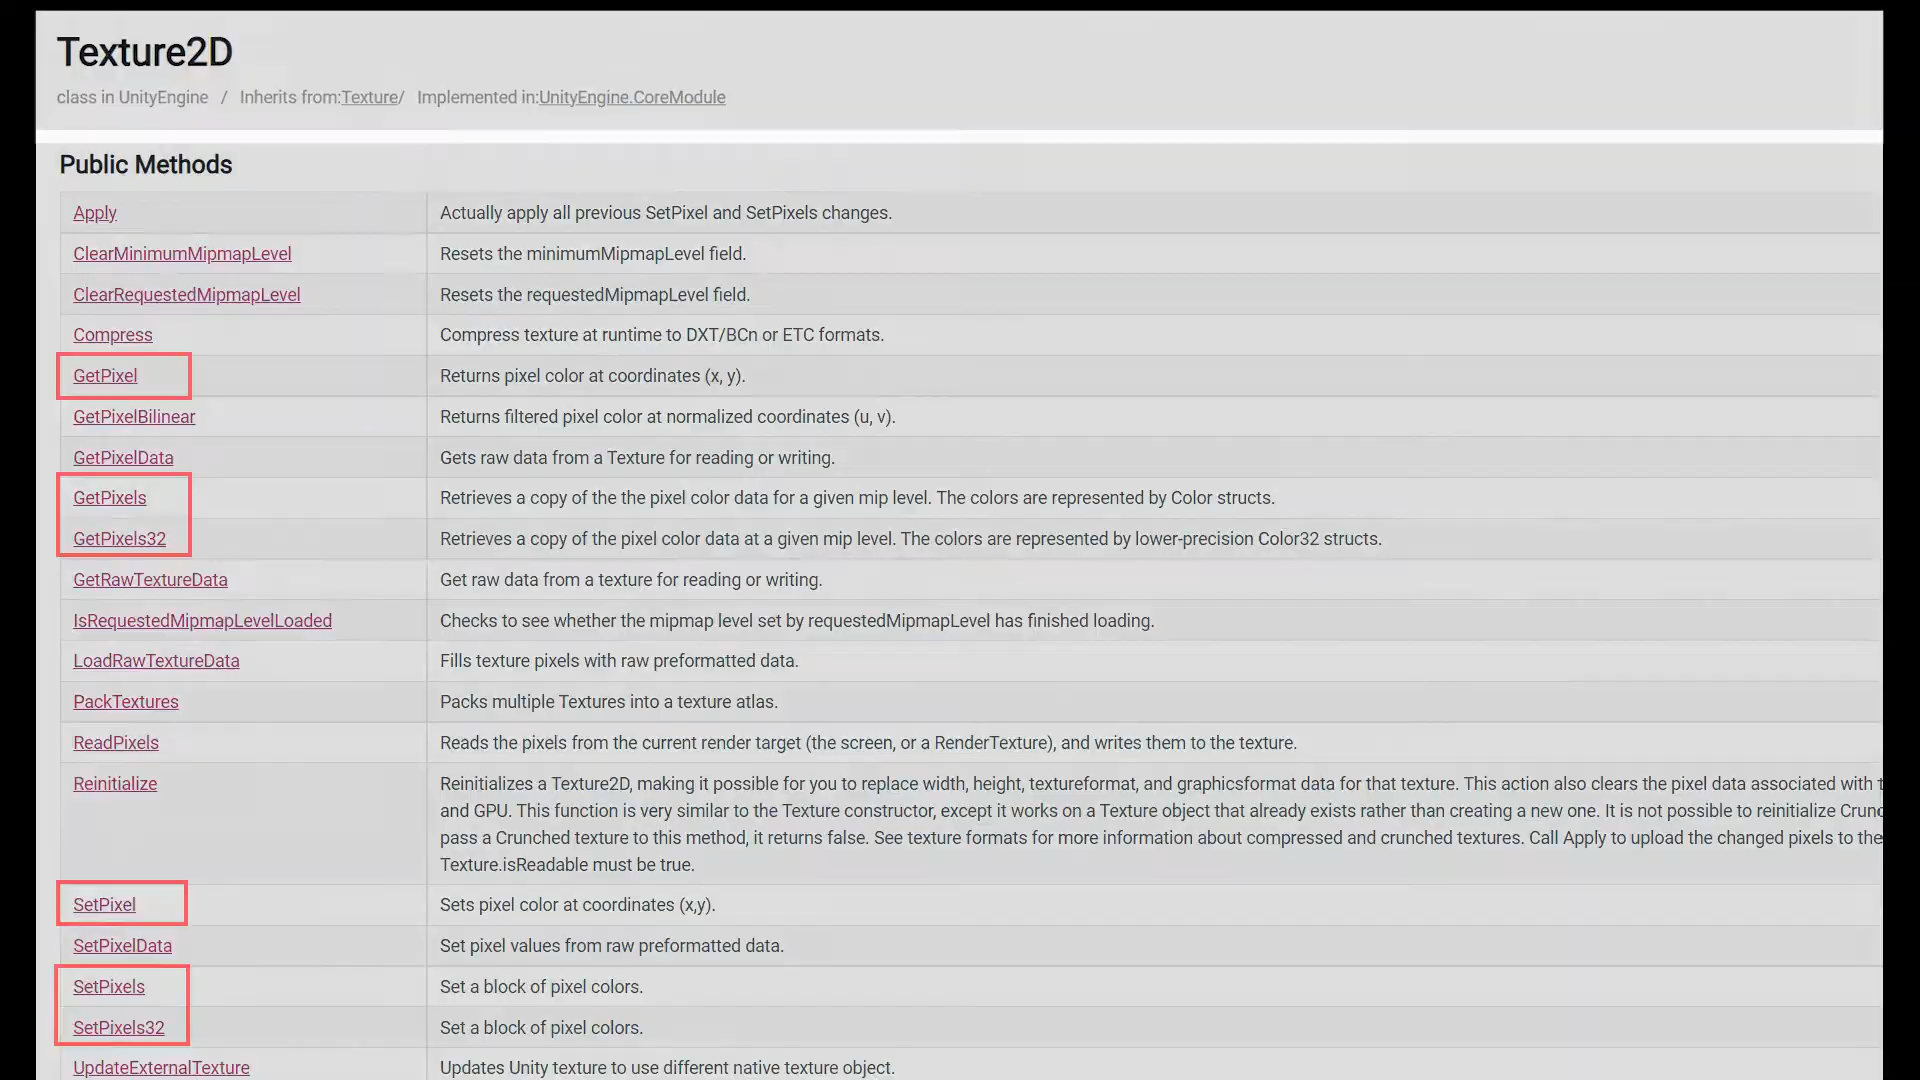 Texture2D
class in UnityEngine / Inherits from:Texture/ Implemented in:UnityEngine.CoreModule
Public Methods
Apply Actually apply all previous SetPixel and SetPixels changes.
ClearMinimumMipmapLevel Resets the minimumMipmapLevel field.
ClearRequestedMipmapLevel Resets the requestedMipmapLevel field.
Compress Compress texture at runtime to DXT/BCn or ETC formats.
GetPixel Returns pixel color at coordinates (x, y).
GetPixelBilinear Returns filtered pixel color at normalized coordinates (u, v).
GetPixelData Gets raw data from a Texture for reading or writing.
GetPixels Retrieves a copy of the the pixel color data for a given mip level. The colors are represented by Color structs.
GetPixels32 Retrieves a copy of the pixel color data at a given mip level. The colors are represented by lower-precision Color32 structs.
GetRawTextureData Get raw data from a texture for reading or writing.
IsRequestedMipmapLevelLoaded Checks to see whether the mipmap level set by requestedMipmapLevel has finished loading.
LoadRawTextureData Fills texture pixels with raw preformatted data.
PackTextures Packs multiple Textures into a texture atlas.
ReadPixels Reads the pixels from the current render target (the screen, or a RenderTexture), and writes them to the texture.
Reinitialize Reinitializes a Texture2D, making it possible for you to replace width, height, textureformat, and graphicsformat data for that texture. This action also clears the pixel data associated with
and GPU. This function is very similar to the Texture constructor, except it works on a Texture object that already exists rather than creating a new one. It is not possible to reinitialize
pass a Crunched texture to this method, it returns false. See texture formats for more information about compressed and crunched textures. Call Apply to upload the changed pixels to the
Texture.isReadable must be true.
SetPixel Sets pixel color at coordinates (x,y).
SetPixelData Set pixel values from raw preformatted data.
SetPixels Set a block of pixel colors.
SetPixels32 Set a block of pixel colors.
UpdateExternalTexture Updates Unity texture to use different native texture object.